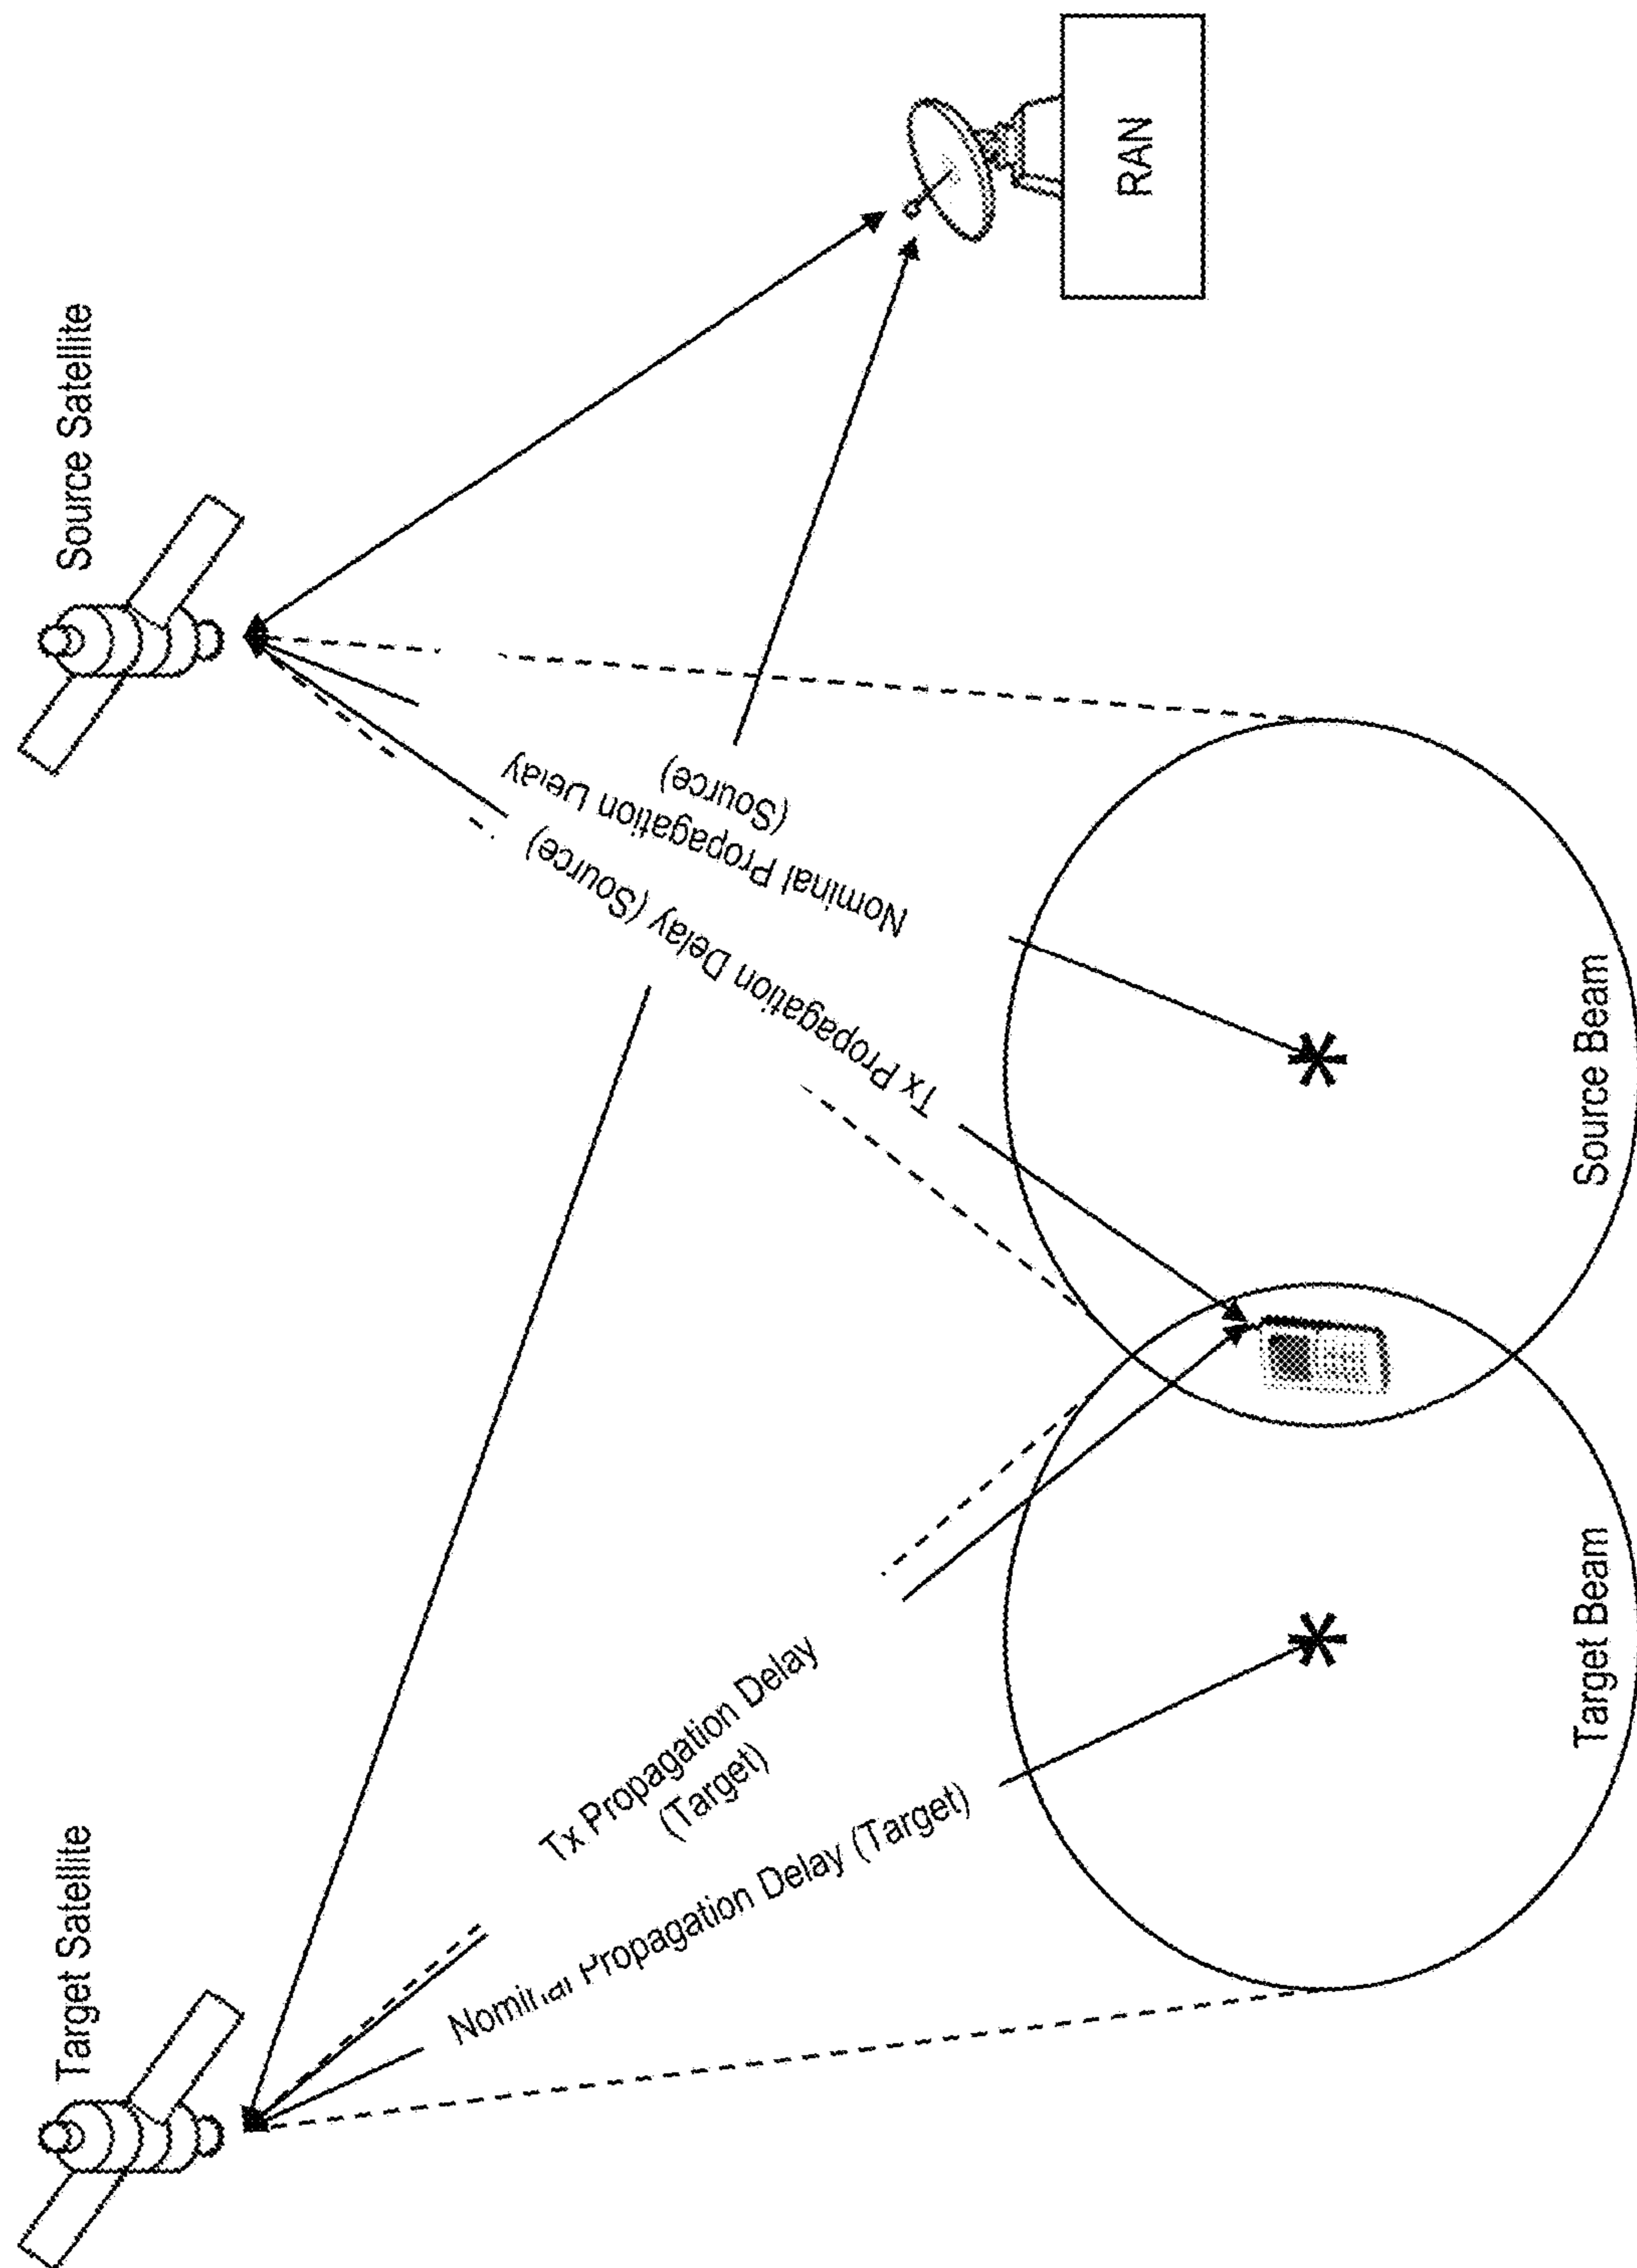 Target Satellite
Source Satellite
Tx Propagation Delay
(Target)
Nominal Propagation Delay (Target)
Nominal Propagation Delay
(Source)
Tx Propagation Delay (Source)
RAN
Target Beam
Source Beam